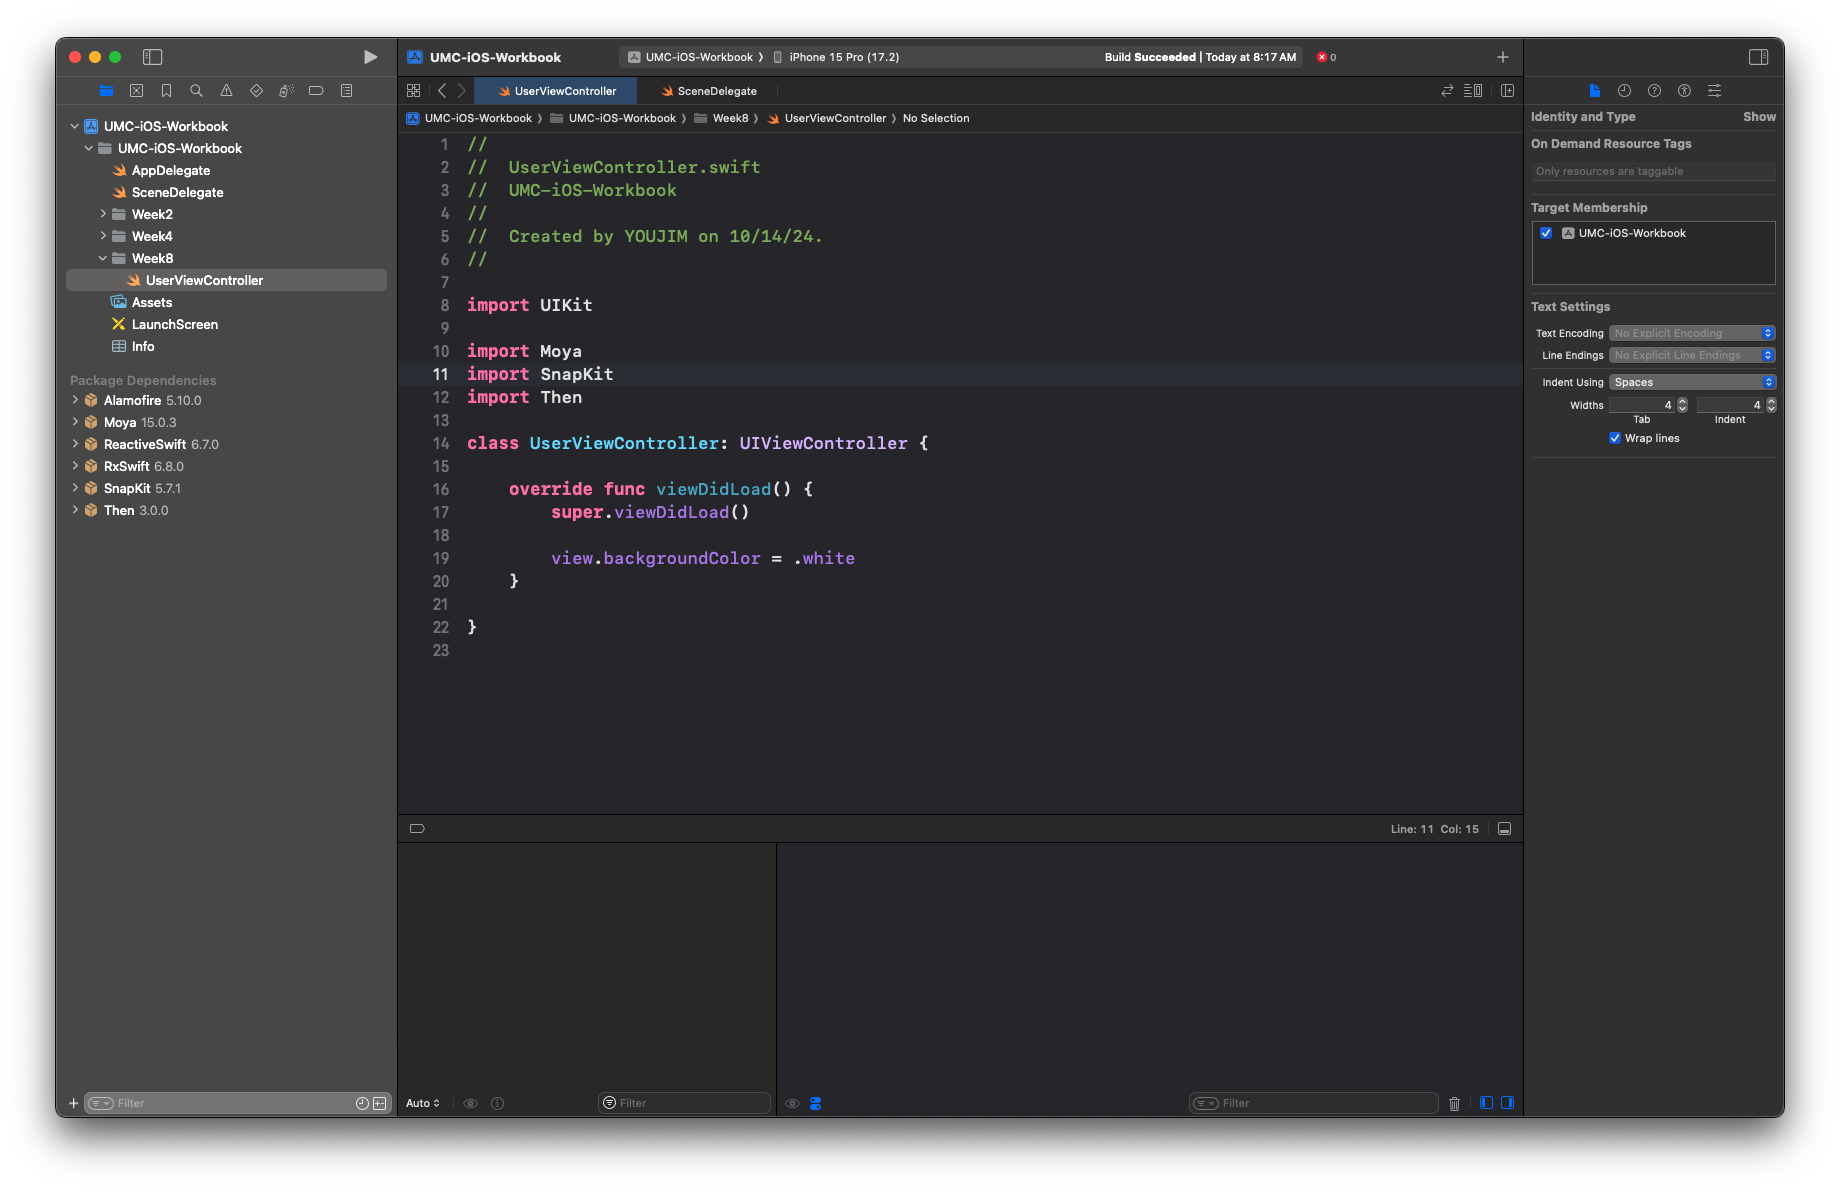 UMC-iOS-Workbook
UMC-iOS-Workbook
AppDelegate
SceneDelegate
Week2
Week4
Week8
UserViewController
Assets
LaunchScreen
Info
Package Dependencies
Alamofire 5.10.0
Moya 15.0.3
ReactiveSwift 6.7.0
RxSwift 6.8.0
SnapKit 5.7.1
Then 3.0.0
Filter
UMC-iOS-Workbook
UMC-iOS-Workbook ❭ iPhone 15 Pro (17.2)
Build Succeeded | Today at 8:17 AM
0
UserViewController
SceneDelegate
UMC-iOS-Workbook ❭ UMC-iOS-Workbook ❭ Week8 ❭ UserViewController ❭ No Selection
1 //
2 //  UserViewController.swift
3 //  UMC-iOS-Workbook
4 //
5 //  Created by YOUJIM on 10/14/24.
6 //
7
8 import UIKit
9
10 import Moya
11 import SnapKit
12 import Then
13
14 class UserViewController: UIViewController {
15
16     override func viewDidLoad() {
17         super.viewDidLoad()
18
19         view.backgroundColor = .white
20     }
21
22 }
23
Line: 11 Col: 15
Auto
Filter
Filter
Identity and Type Show
On Demand Resource Tags
Only resources are taggable
Target Membership
UMC-iOS-Workbook
Text Settings
Text Encoding No Explicit Encoding
Line Endings No Explicit Line Endings
Indent Using Spaces
Widths 4 4
Tab Indent
Wrap lines